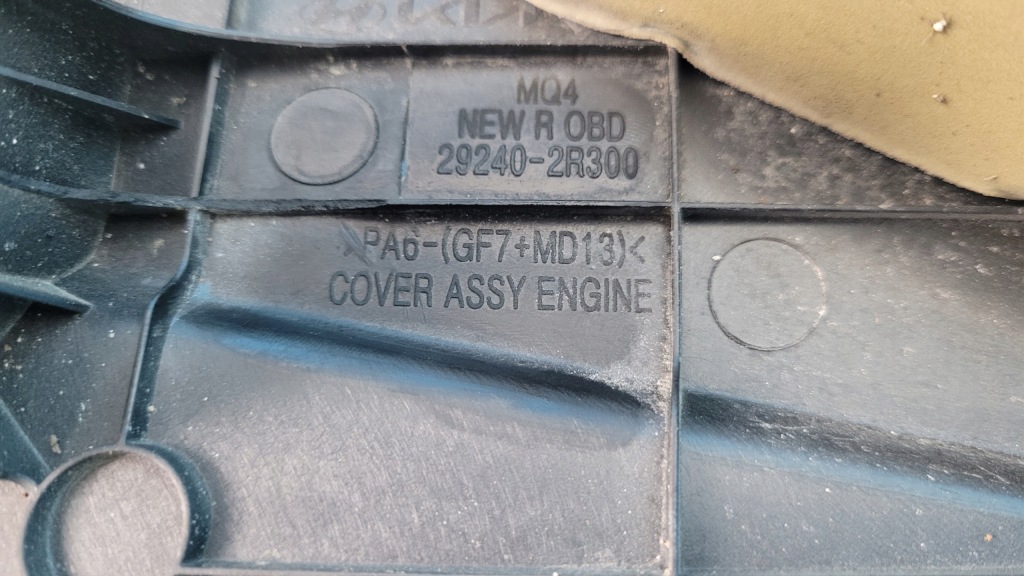 MQ4
NEW R OBD
29240-2R300
>PA6-(GF7+MD13)<
COVER ASSY ENGINE